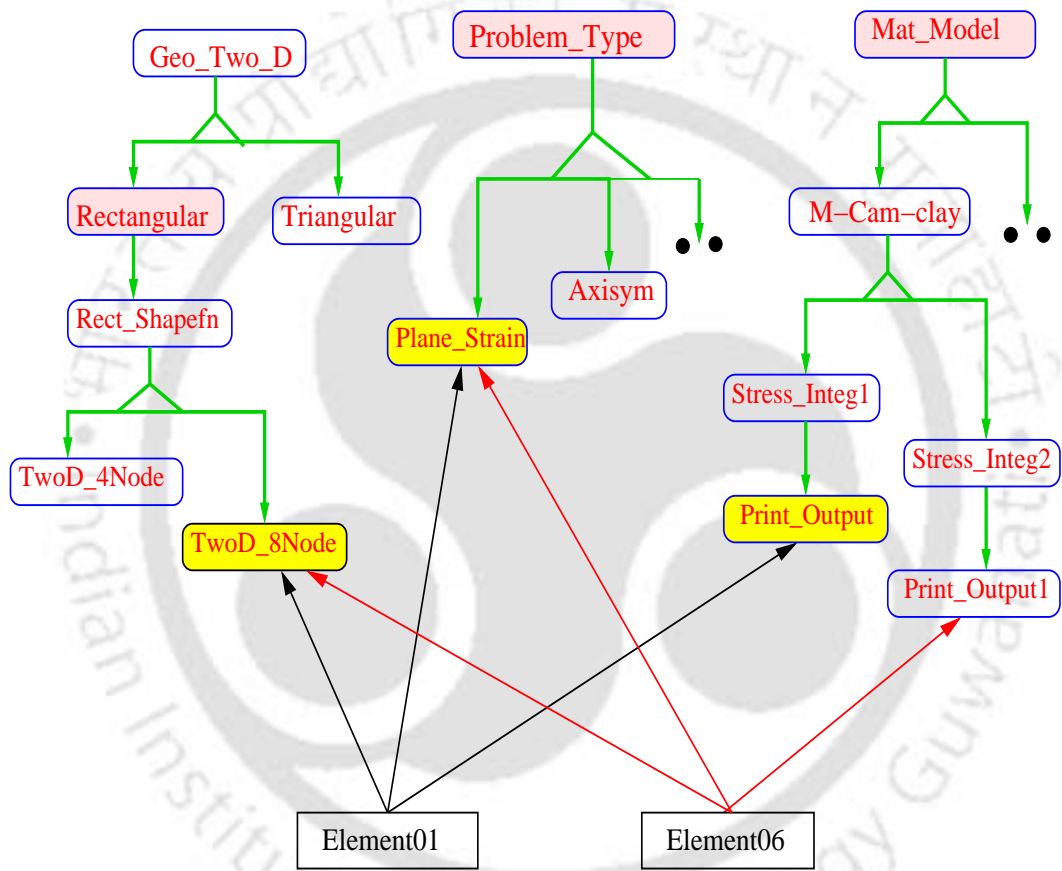 Geo_Two_D
Problem_Type
Mat_Model
Rectangular
Triangular
M-Cam-clay
Axisym
Rect_Shapefn
Plane_Strain
Stress_Integ1
Stress_Integ2
TwoD_4Node
Print_Output
TwoD_8Node
Print_Output1
Element01
Element06